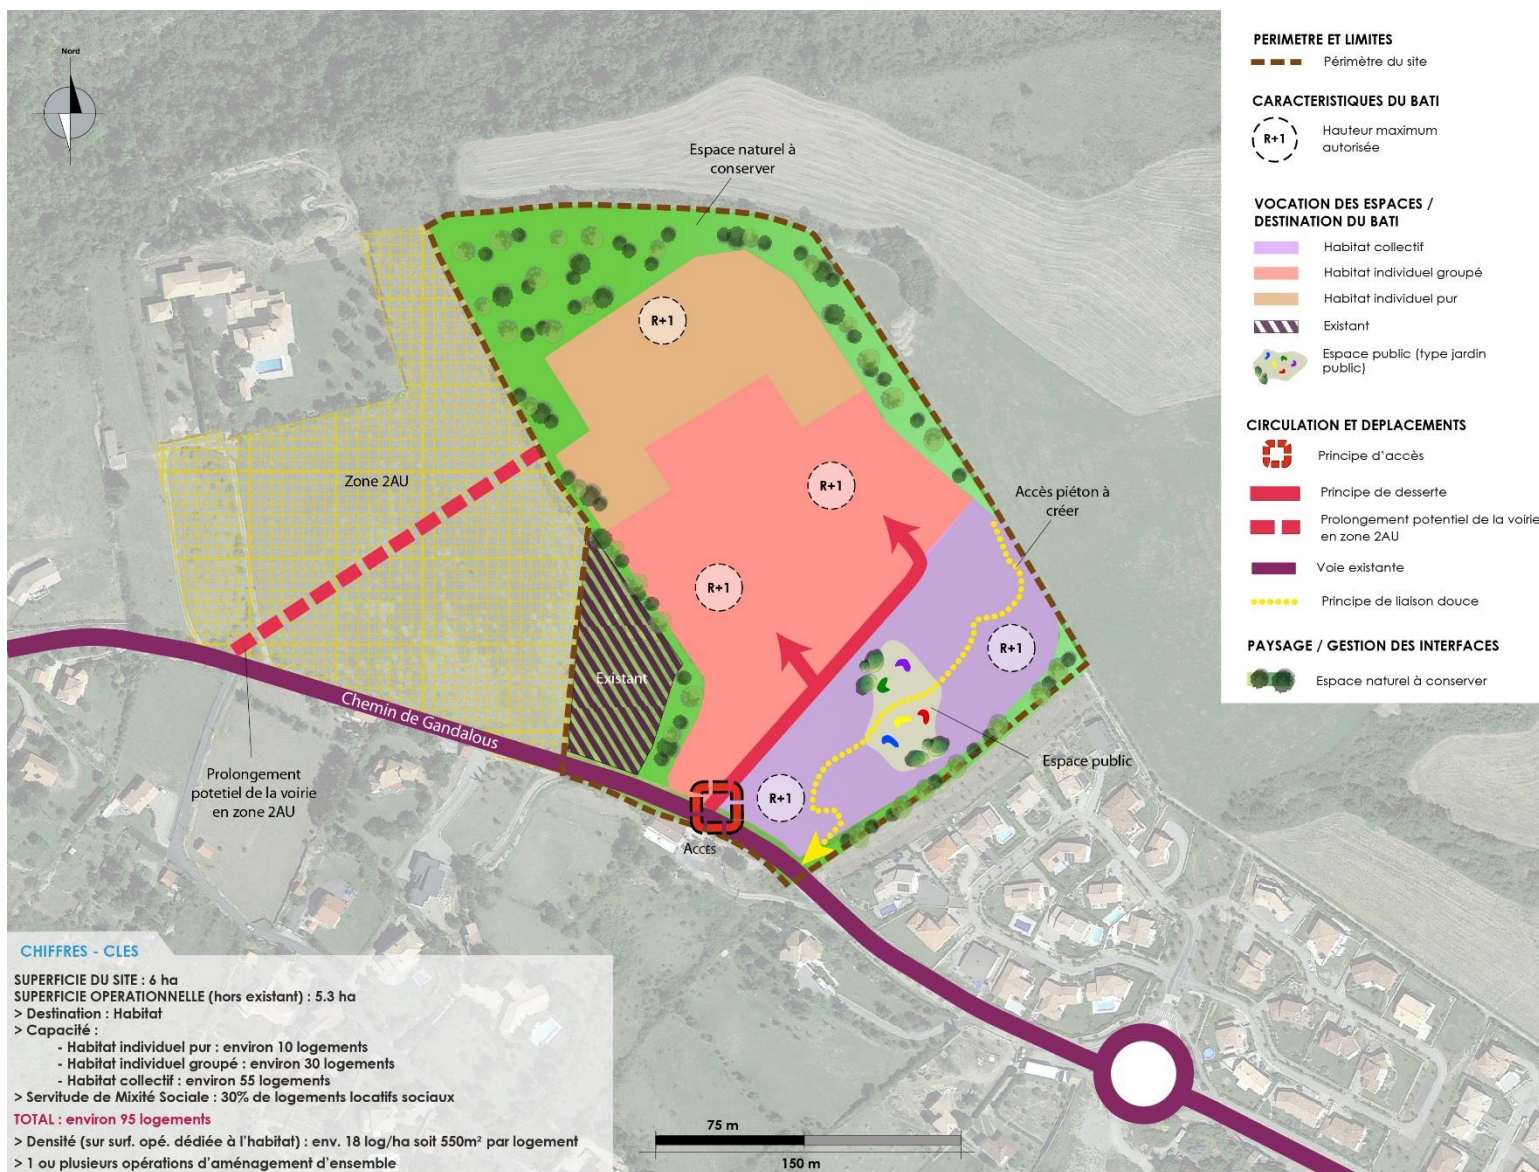 Nord
Espace naturel à
conserver
R+1
Zone 2AU
R+1
Accès piéton à
créer
R+1
R+1
Existant
Chemin de Gandalous
Espace public
R+1
Prolongement
potetiel de la voirie
en zone 2AU
Accès
PERIMETRE ET LIMITES
Périmètre du site
CARACTERISTIQUES DU BATI
R+1
Hauteur maximum
autorisée
VOCATION DES ESPACES /
DESTINATION DU BATI
Habitat collectif
Habitat individuel groupé
Habitat individuel pur
Existant
Espace public (type jardin
public)
CIRCULATION ET DEPLACEMENTS
Principe d'accès
Principe de desserte
Prolongement potentiel de la voirie
en zone 2AU
Voie existante
Principe de liaison douce
PAYSAGE / GESTION DES INTERFACES
Espace naturel à conserver
CHIFFRES - CLES
SUPERFICIE DU SITE : 6 ha
SUPERFICIE OPERATIONNELLE (hors existant) : 5.3 ha
> Destination : Habitat
> Capacité :
- Habitat individuel pur : environ 10 logements
- Habitat individuel groupé : environ 30 logements
- Habitat collectif : environ 55 logements
> Servitude de Mixité Sociale : 30% de logements locatifs sociaux
TOTAL : environ 95 logements
> Densité (sur surf. opé. dédiée à l'habitat) : env. 18 log/ha soit 550m² par logement
> 1 ou plusieurs opérations d'aménagement d'ensemble
75 m
150 m